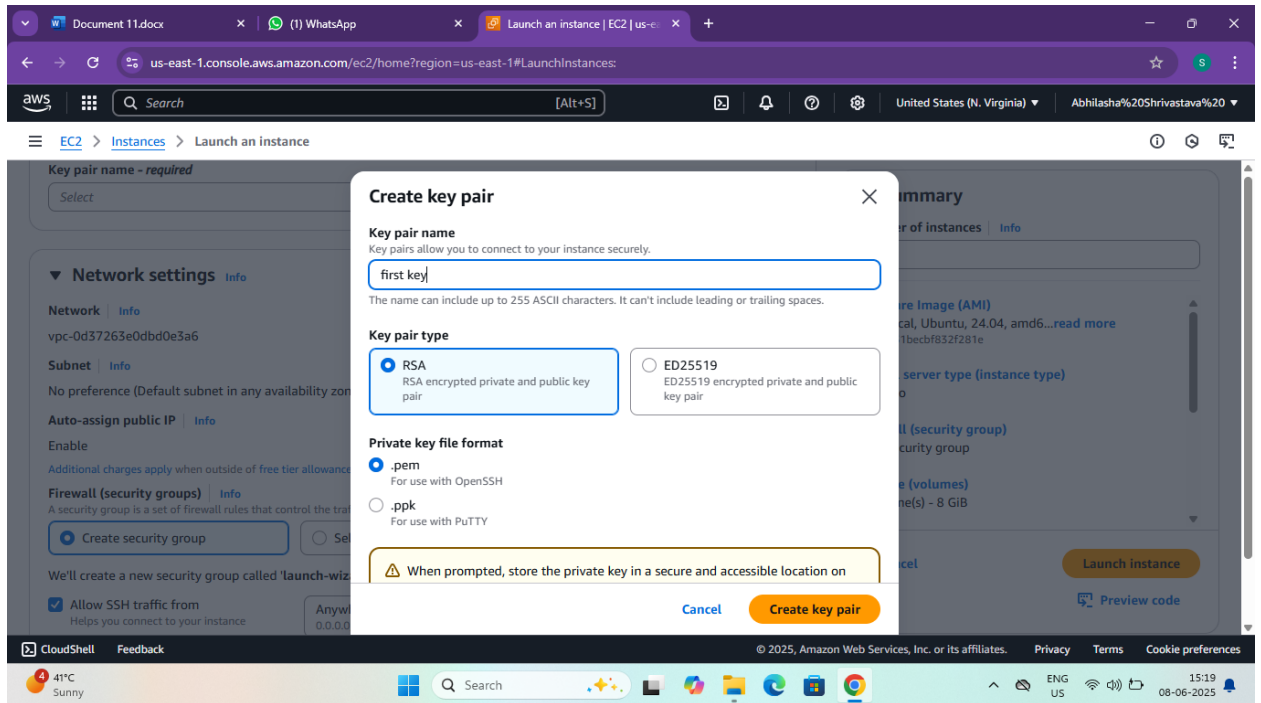 Document 11.docx
(1) WhatsApp
Launch an instance | EC2 | us-ea
us-east-1.console.aws.amazon.com/ec2/home?region=us-east-1#LaunchInstances:
S
aws
Search
[Alt+S]
United States (N. Virginia)
Abhilasha%20Shrivastava%20
EC2 > Instances > Launch an instance
Key pair name - required
Select
Network settings Info
Network Info
vpc-0d37263e0dbd0e3a6
Subnet Info
No preference (Default subnet in any availability zon
Auto-assign public IP Info
Enable
Additional charges apply when outside of free tier allowance
Firewall (security groups) Info
A security group is a set of firewall rules that control the traf
Create security group
Sel
We'll create a new security group called 'launch-wiz
Allow SSH traffic from
Helps you connect to your instance
Anywh
0.0.0.0
Create key pair
Key pair name
Key pairs allow you to connect to your instance securely.
first key
The name can include up to 255 ASCII characters. It can't include leading or trailing spaces.
Key pair type
RSA
RSA encrypted private and public key
pair
ED25519
ED25519 encrypted private and public
key pair
Private key file format
.pem
For use with OpenSSH
.ppk
For use with PuTTY
When prompted, store the private key in a secure and accessible location on
Cancel
Create key pair
mmary
er of instances Info
re Image (AMI)
cal, Ubuntu, 24.04, amd6...read more
1becbf832f281e
server type (instance type)
o
ll (security group)
curity group
e (volumes)
me(s) - 8 GiB
cel
Launch instance
Preview code
CloudShell Feedback
© 2025, Amazon Web Services, Inc. or its affiliates.
Privacy Terms Cookie preferences
4
41°C
Sunny
Search
ENG
US
15:19
08-06-2025